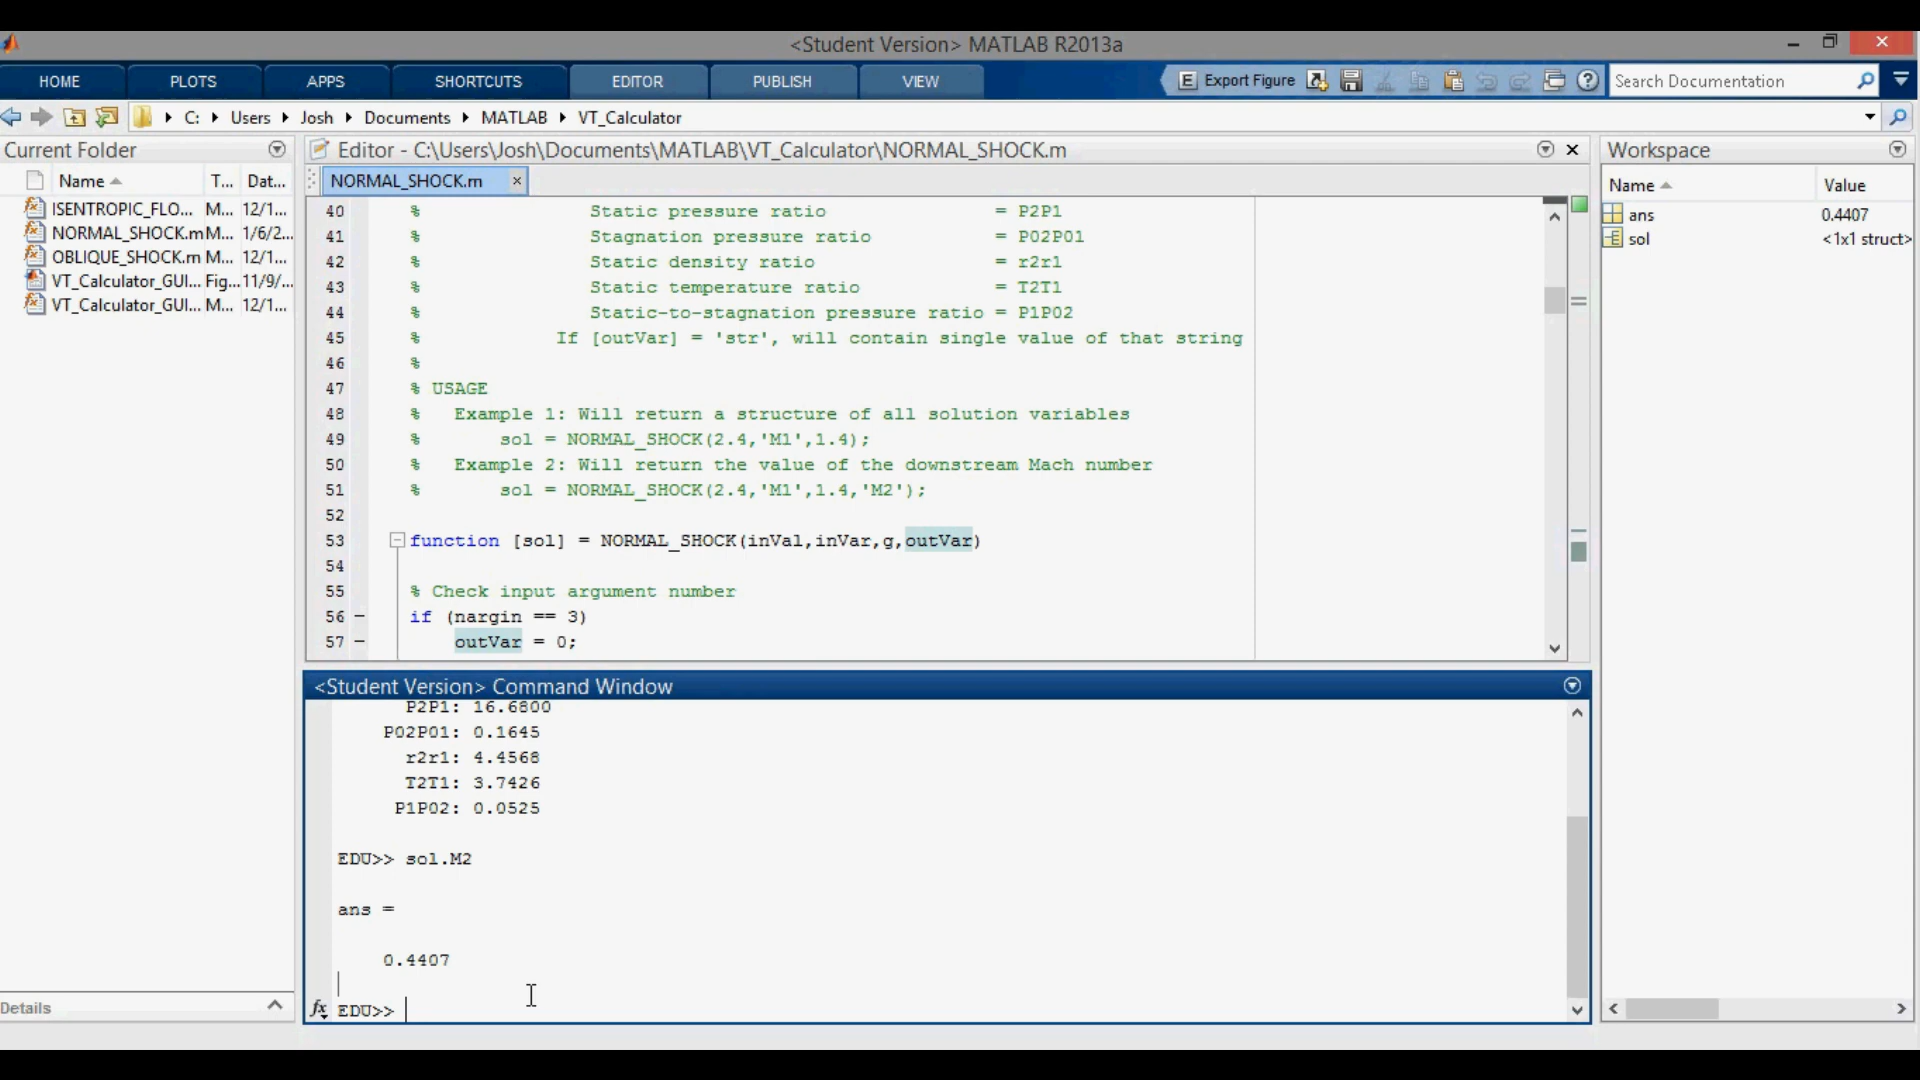 <Student Version> MATLAB R2013a
HOME PLOTS APPS SHORTCUTS EDITOR PUBLISH VIEW
E Export Figure
Search Documentation
C: Users Josh Documents MATLAB VT_Calculator
Current Folder
Name T... Dat...
ISENTROPIC_FLO... M... 12/1...
NORMAL_SHOCK.m M... 1/6/2...
OBLIQUE_SHOCK.m M... 12/1...
VT_Calculator_GUI... Fig... 11/9/...
VT_Calculator_GUI... M... 12/1...
Details
Editor - C:\Users\Josh\Documents\MATLAB\VT_Calculator\NORMAL_SHOCK.m
NORMAL_SHOCK.m
40 % Static pressure ratio = P2P1
41 % Stagnation pressure ratio = P02P01
42 % Static density ratio = r2r1
43 % Static temperature ratio = T2T1
44 % Static-to-stagnation pressure ratio = P1P02
45 % If [outVar] = 'str', will contain single value of that string
46 %
47 % USAGE
48 % Example 1: Will return a structure of all solution variables
49 % sol = NORMAL_SHOCK(2.4,'M1',1.4);
50 % Example 2: Will return the value of the downstream Mach number
51 % sol = NORMAL_SHOCK(2.4,'M1',1.4,'M2');
52
53 function [sol] = NORMAL_SHOCK(inVal,inVar,g,outVar)
54
55 % Check input argument number
56 - if (nargin == 3)
57 - outVar = 0;
<Student Version> Command Window
P2P1: 16.6800
P02P01: 0.1645
r2r1: 4.4568
T2T1: 3.7426
P1P02: 0.0525
EDU>> sol.M2
ans =
0.4407
fx EDU>>
Workspace
Name Value
ans 0.4407
sol <1x1 struct>